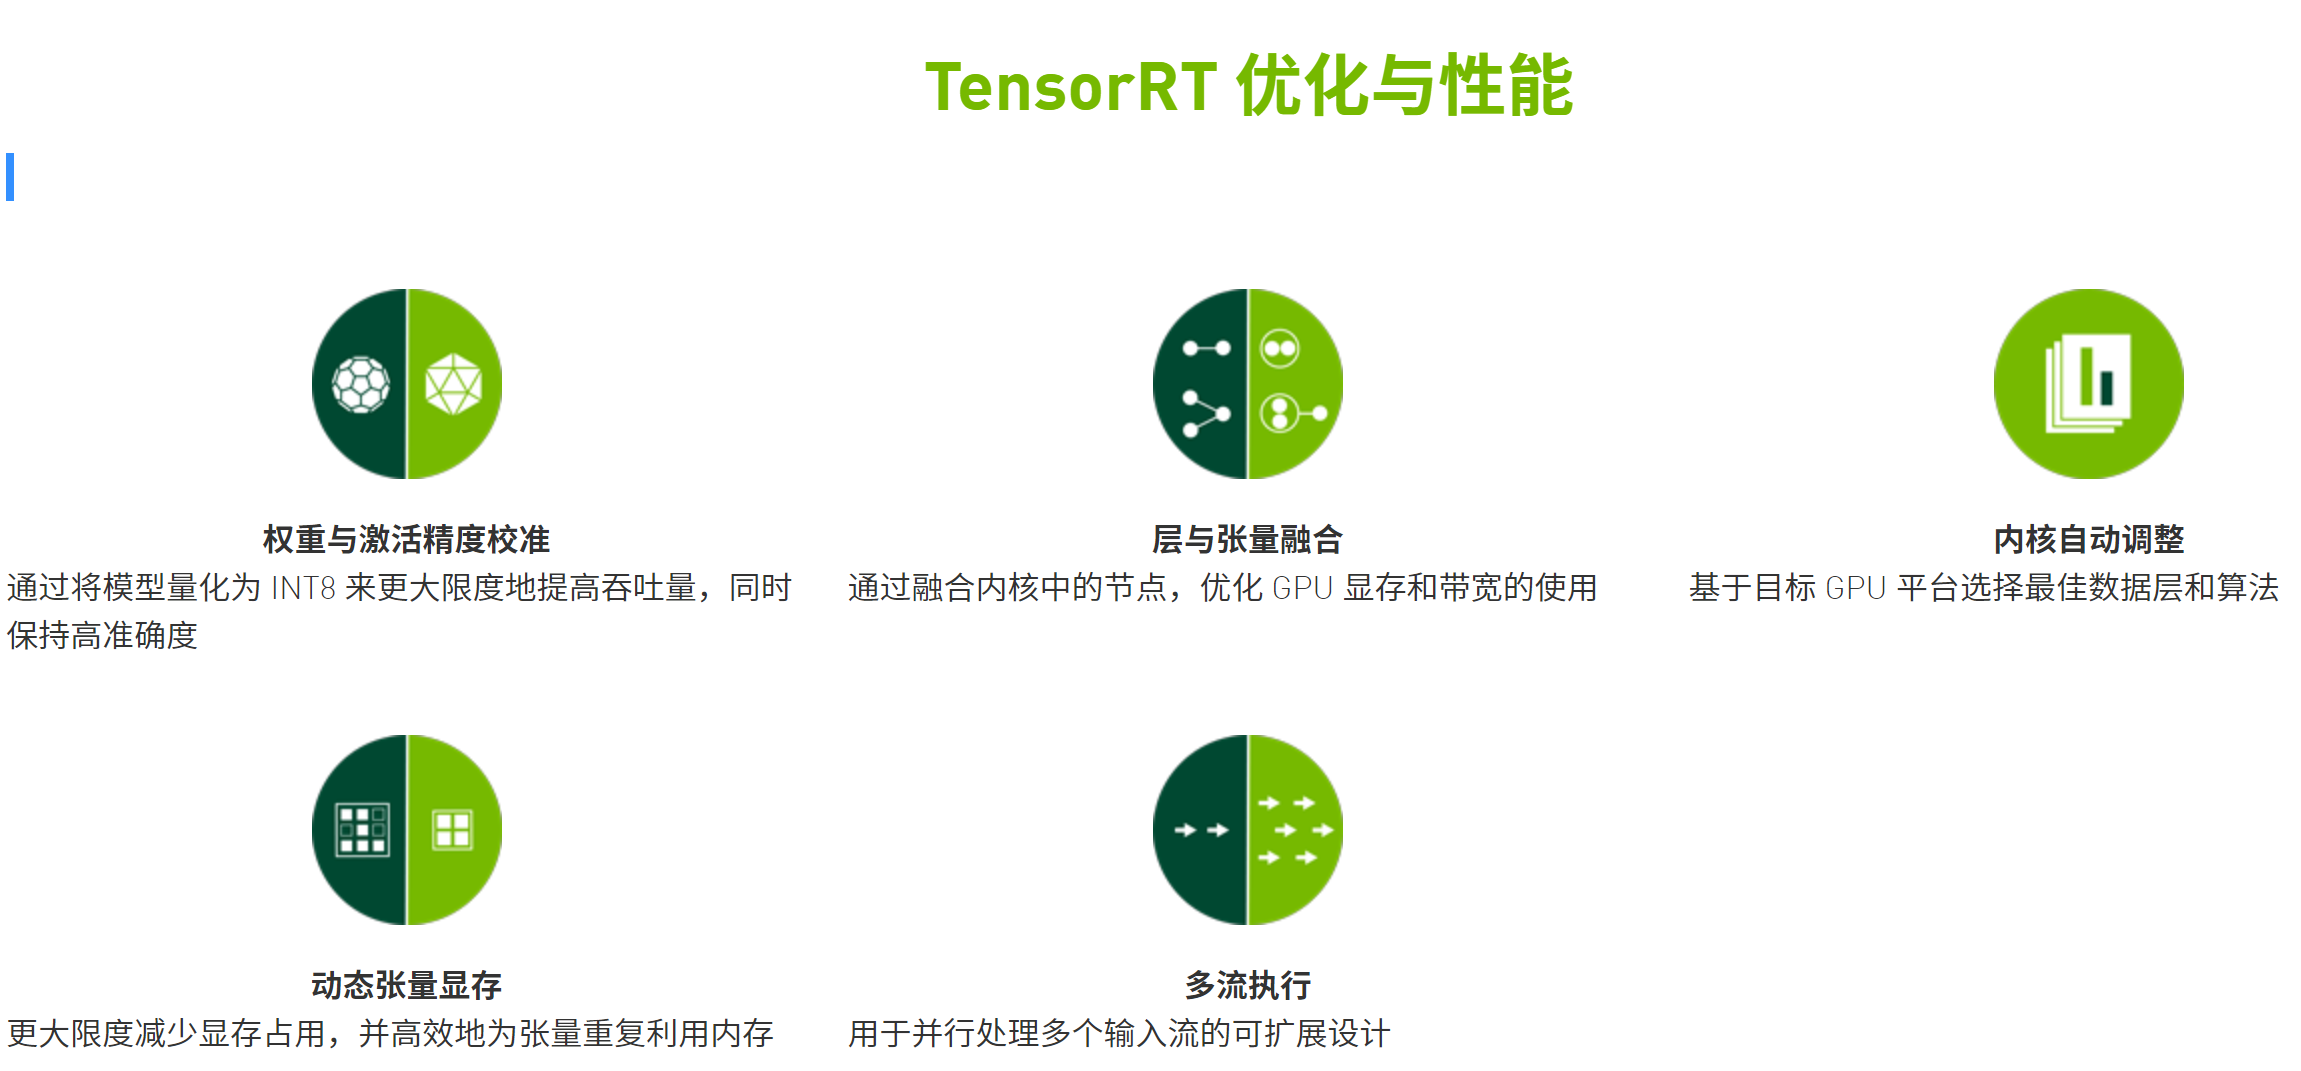 TensorRT 优化与性能
权重与激活精度校准
通过将模型量化为 INT8 来更大限度地提高吞吐量，同时
保持高准确度
层与张量融合
通过融合内核中的节点，优化 GPU 显存和带宽的使用
内核自动调整
基于目标 GPU 平台选择最佳数据层和算法
动态张量显存
更大限度减少显存占用，并高效地为张量重复利用内存
多流执行
用于并行处理多个输入流的可扩展设计